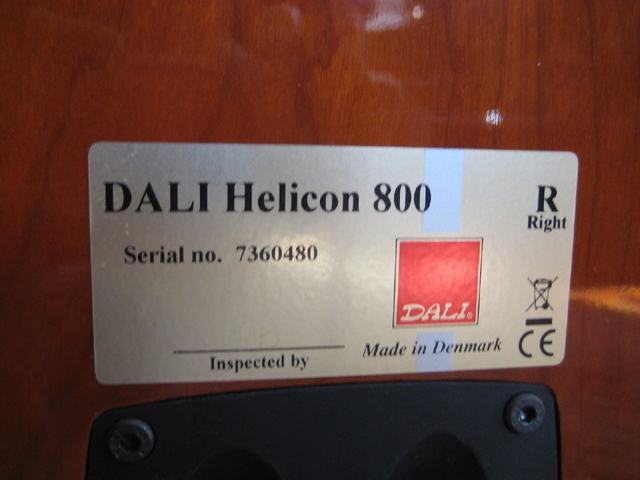 DALI Helicon 800
R
Right
Serial no. 7360480
DALI®
Made in Denmark
Inspected by
CE